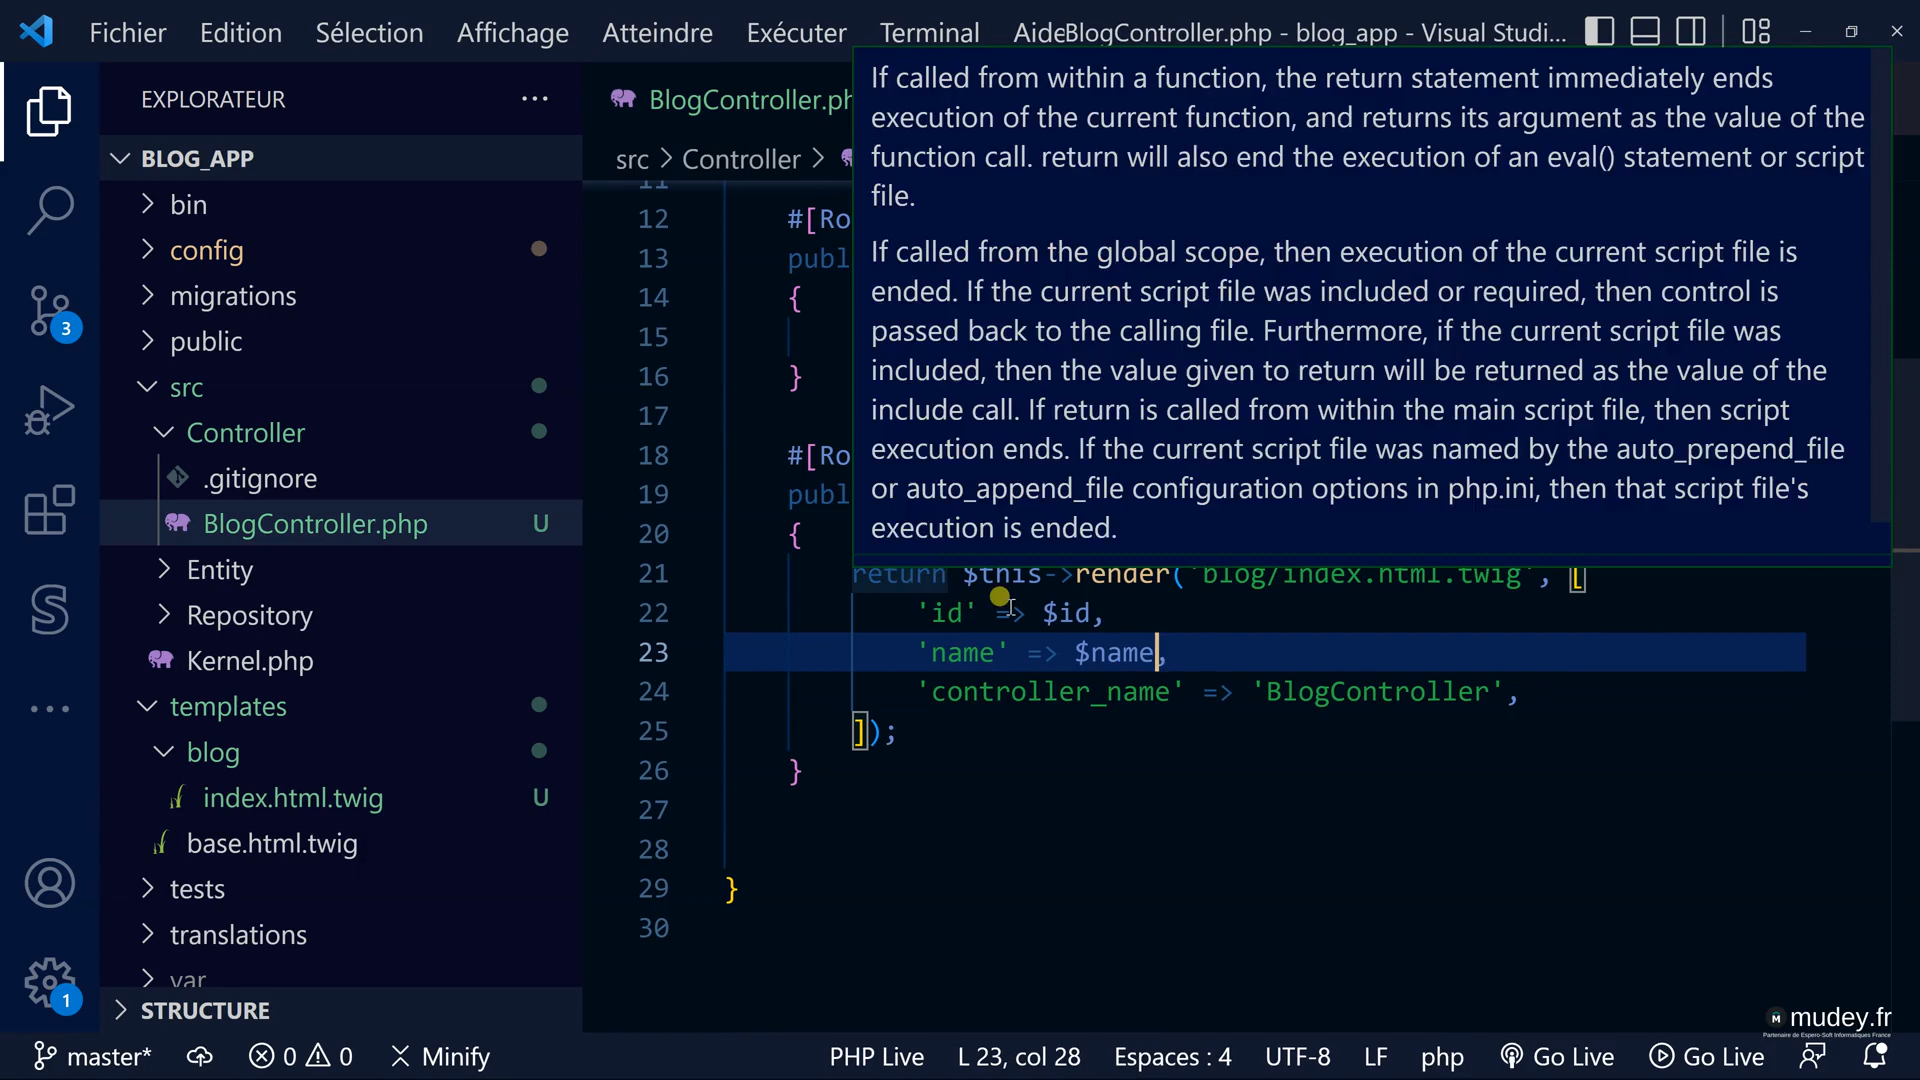 Fichier Edition Sélection Affichage Atteindre Exécuter Terminal Aide BlogController.php - blog_app - Visual Studi...
EXPLORATEUR
BLOG_APP
bin
config
migrations
public
src
Controller
.gitignore
BlogController.php U
Entity
Repository
Kernel.php
templates
blog
index.html.twig U
base.html.twig
tests
translations
var
STRUCTURE
3
1
BlogController.ph
src > Controller >
If called from within a function, the return statement immediately ends
execution of the current function, and returns its argument as the value of the
function call. return will also end the execution of an eval() statement or script
file.
If called from the global scope, then execution of the current script file is
ended. If the current script file was included or required, then control is
passed back to the calling file. Furthermore, if the current script file was
included, then the value given to return will be returned as the value of the
include call. If return is called from within the main script file, then script
execution ends. If the current script file was named by the auto_prepend_file
or auto_append_file configuration options in php.ini, then that script file's
execution is ended.
11
12 #[Ro
13 publ
14 {
15
16 }
17
18 #[Ro
19 publ
20 {
21 return $this->render('blog/index.html.twig', [
22 'id' => $id,
23 'name' => $name,
24 'controller_name' => 'BlogController',
25 ]);
26 }
27
28
29 }
30
mudey.fr
Partenaire de Espero-Soft Informatiques France
master* 0 0 Minify PHP Live L 23, col 28 Espaces : 4 UTF-8 LF php Go Live Go Live